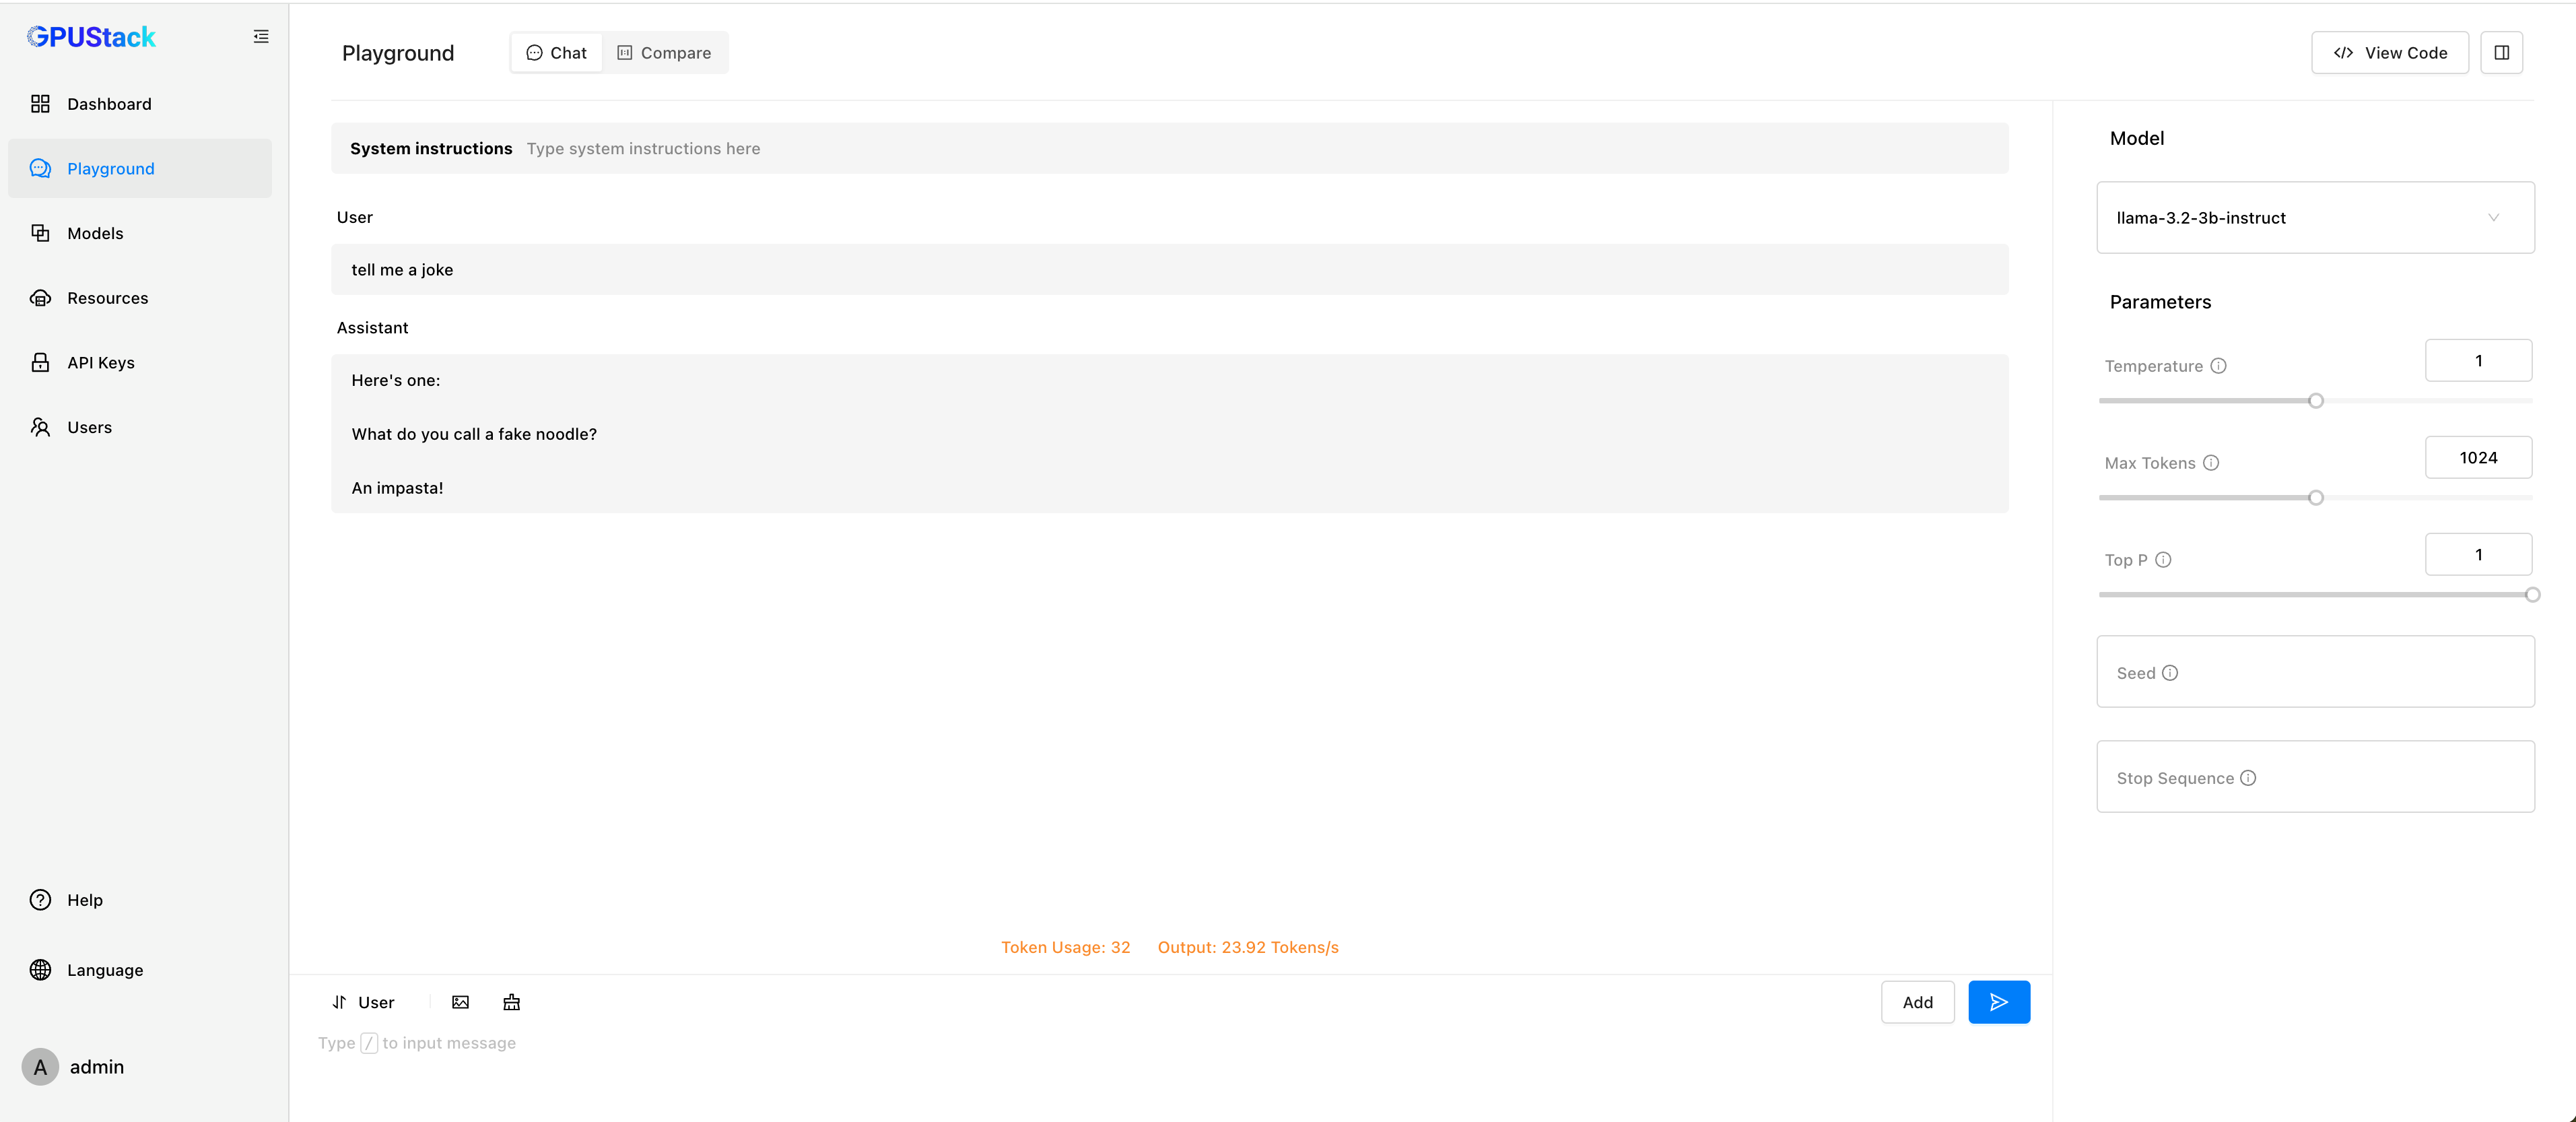 GPUStack
Dashboard
Playground
Models
Resources
API Keys
Users
Help
Language
A admin
Playground Chat Compare
View Code
System instructions Type system instructions here
User
tell me a joke
Assistant
Here's one:
What do you call a fake noodle?
An impasta!
Token Usage: 32 Output: 23.92 Tokens/s
User
Add
Type / to input message
Model
llama-3.2-3b-instruct
Parameters
Temperature 1
Max Tokens 1024
Top P 1
Seed
Stop Sequence